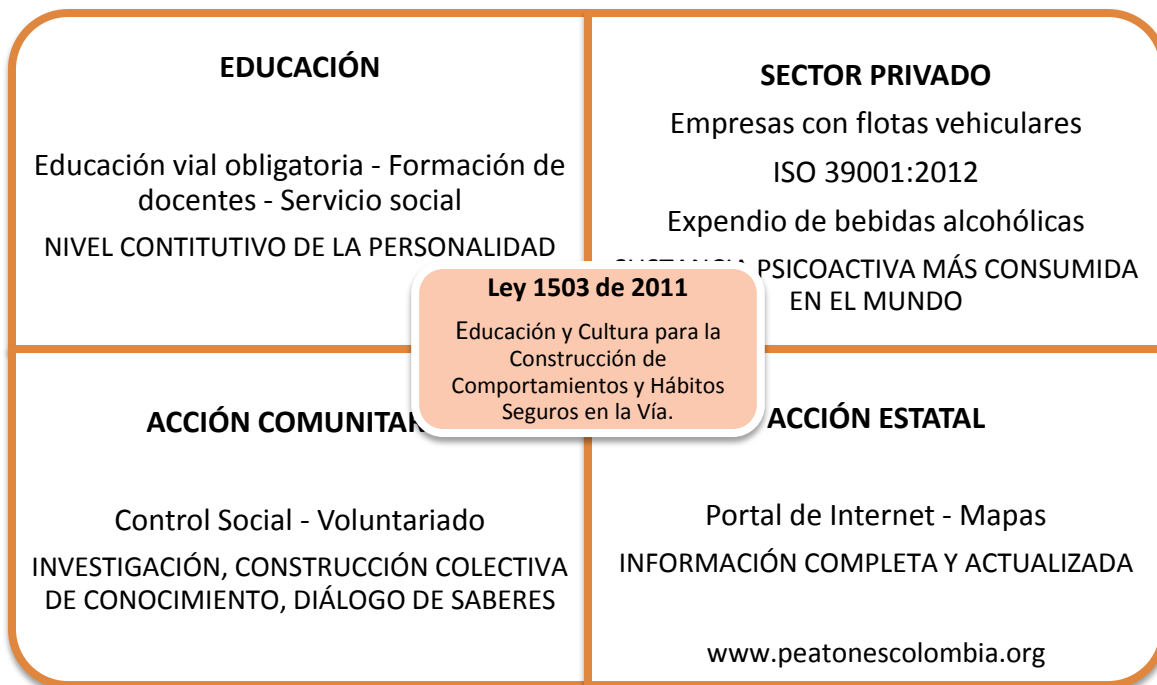 EDUCACIÓN
Educación vial obligatoria - Formación de
docentes - Servicio social
NIVEL CONTITUTIVO DE LA PERSONALIDAD
SECTOR PRIVADO
Empresas con flotas vehiculares
ISO 39001:2012
Expendio de bebidas alcohólicas
PSICOACTIVA MÁS CONSUMIDA
EN EL MUNDO
Ley 1503 de 2011
Educación y Cultura para la
Construcción de
Comportamientos y Hábitos
Seguros en la Vía.
ACCIÓN COMUNITAR
Control Social - Voluntariado
INVESTIGACIÓN, CONSTRUCCIÓN COLECTIVA
DE CONOCIMIENTO, DIÁLOGO DE SABERES
ACCIÓN ESTATAL
Portal de Internet - Mapas
INFORMACIÓN COMPLETA Y ACTUALIZADA
www.peatonescolombia.org